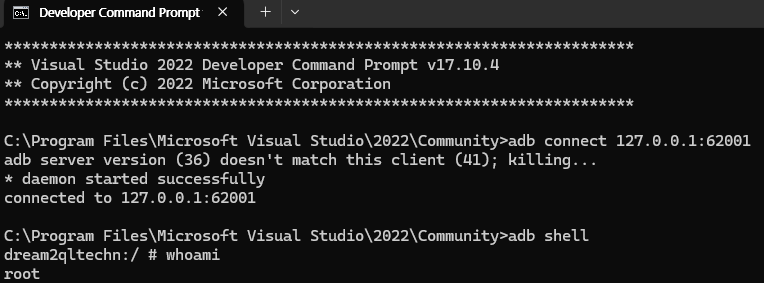 Developer Command Prompt
**********************************************************************
** Visual Studio 2022 Developer Command Prompt v17.10.4
** Copyright (c) 2022 Microsoft Corporation
**********************************************************************
C:\Program Files\Microsoft Visual Studio\2022\Community>adb connect 127.0.0.1:62001
adb server version (36) doesn't match this client (41); killing...
* daemon started successfully
connected to 127.0.0.1:62001
C:\Program Files\Microsoft Visual Studio\2022\Community>adb shell
dream2qltechn:/ # whoami
root